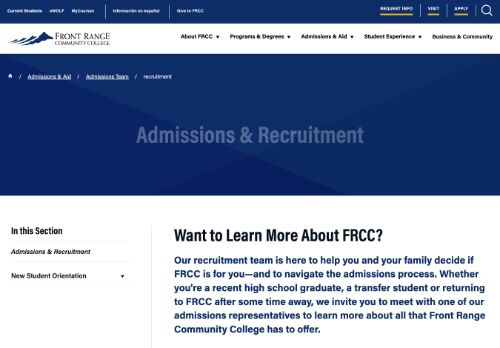 Current Students eWOLF MyCourses Información en español Give to FRCC REQUEST INFO VISIT APPLY
FRONT RANGE
COMMUNITY COLLEGE
About FRCC Programs & Degrees Admissions & Aid Student Experience Business & Community
/ Admissions & Aid / Admissions Team / recruitment
Admissions & Recruitment
In this Section
Admissions & Recruitment
New Student Orientation
Want to Learn More About FRCC?
Our recruitment team is here to help you and your family decide if
FRCC is for you—and to navigate the admissions process. Whether
you're a recent high school graduate, a transfer student or returning
to FRCC after some time away, we invite you to meet with one of our
admissions representatives to learn more about all that Front Range
Community College has to offer.